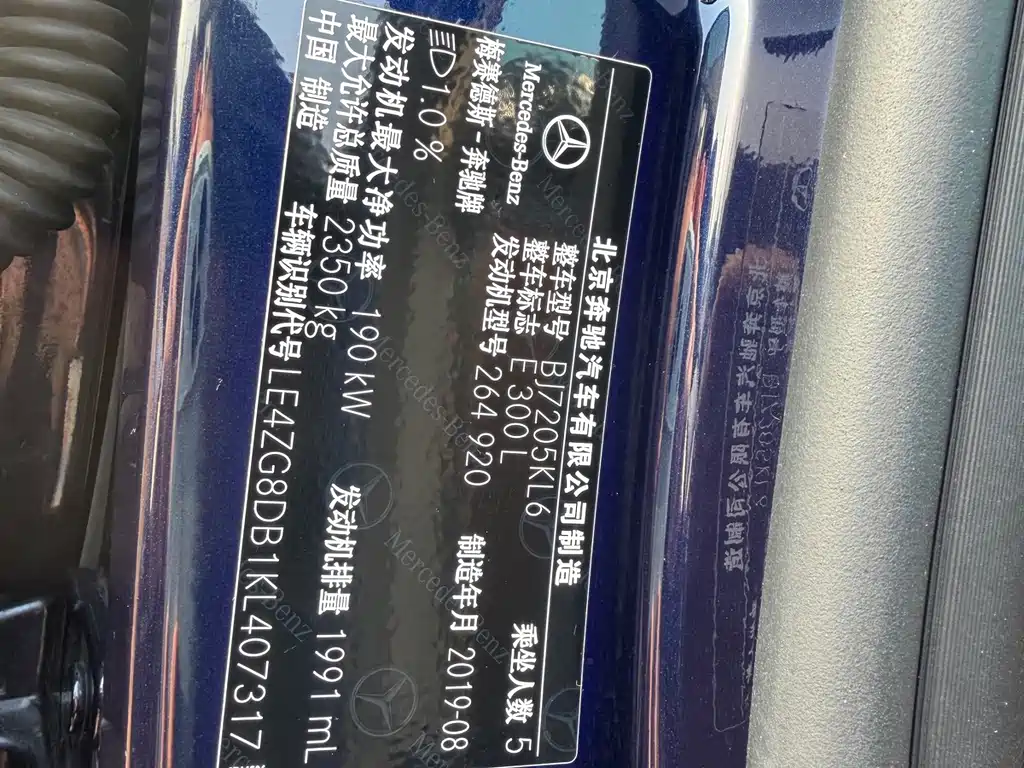 北京奔驰汽车有限公司制造
Mercedes-Benz
整车型号 BJ7205KL6
整车标志 E 300 L 乘坐人数 5
梅赛德斯-奔驰牌 发动机型号 264 920 制造年月 2019-08
1.0 %
发动机最大净功率 190 kW 发动机排量 1991 mL
最大允许总质量 2350 kg
中国 制造 车辆识别代号 LE4ZG8DB1KL407317